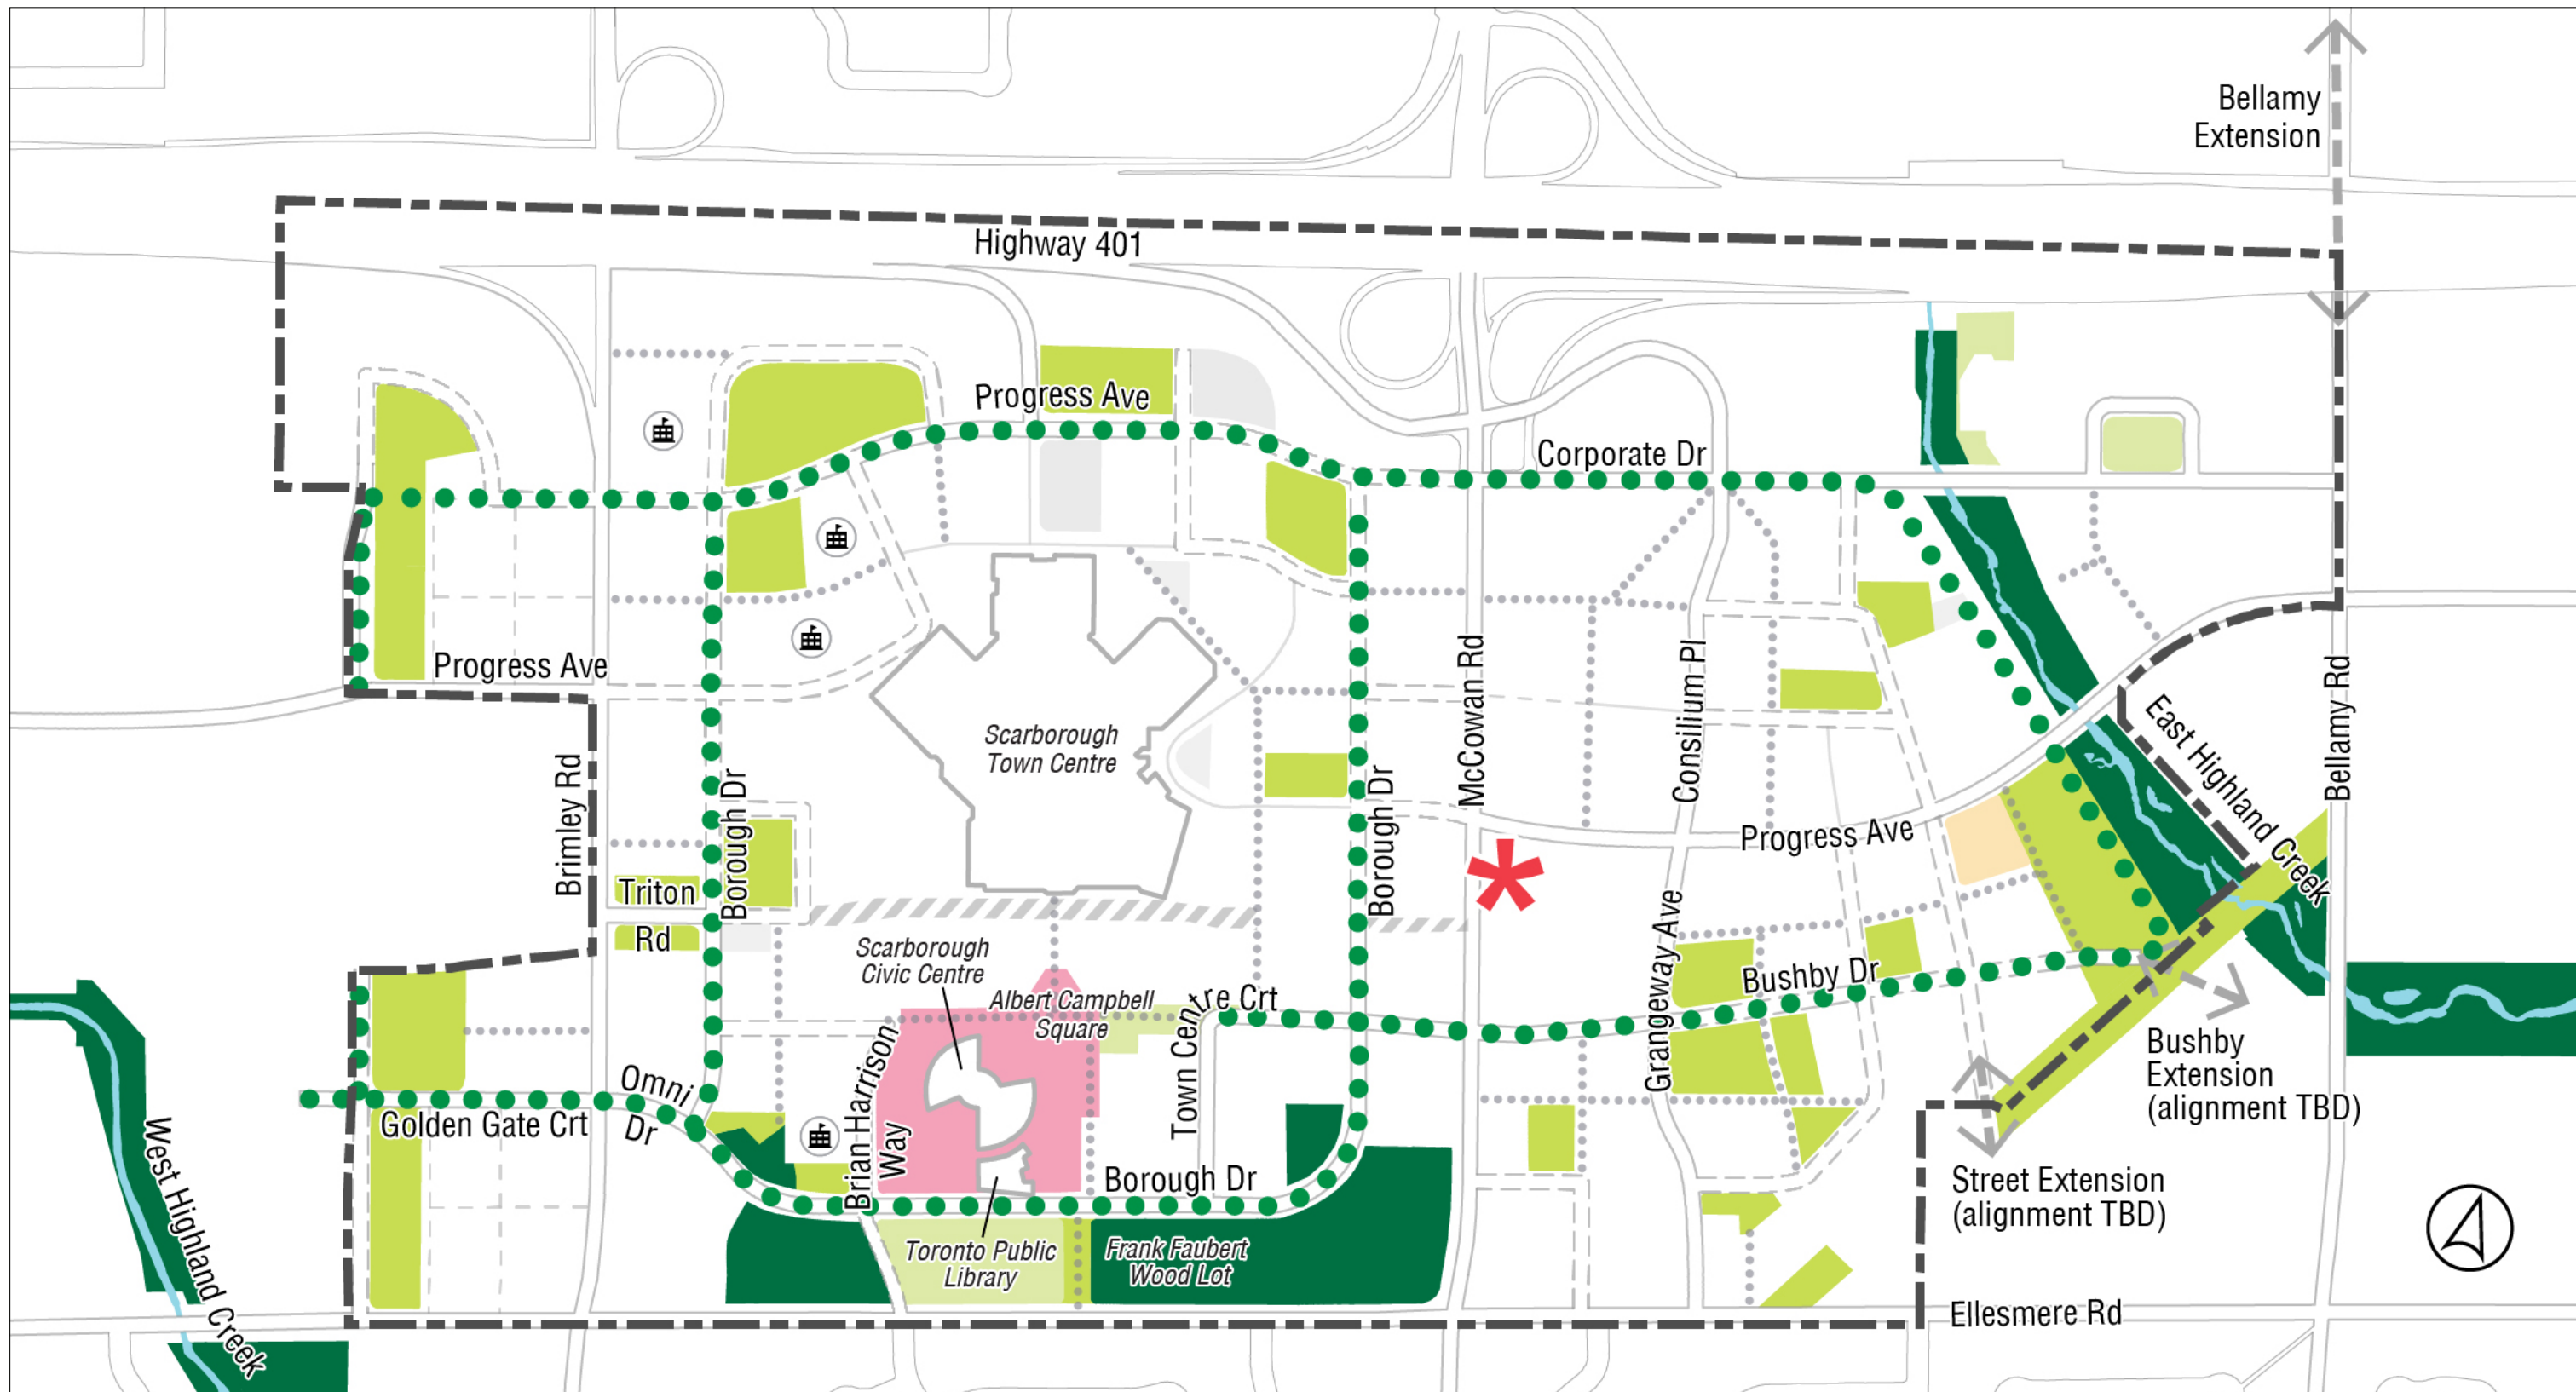 Bellamy
Extension
Highway 401
Progress Ave
Corporate Dr
Progress Ave
Scarborough
Town Centre
Brimley Rd
Borough Dr
Borough Dr
McCowan Rd
Consilium Pl
Progress Ave
East Highland Creek
Bellamy Rd
Triton
Rd
Scarborough
Civic Centre
Albert Campbell
Square
Town Centre Crt
Grangeway Ave
Bushby Dr
Bushby
Extension
(alignment TBD)
Omni
Dr
Golden Gate Crt
Brian Harrison
Way
Borough Dr
West Highland Creek
Toronto Public
Library
Frank Faubert
Wood Lot
Street Extension
(alignment TBD)
Ellesmere Rd